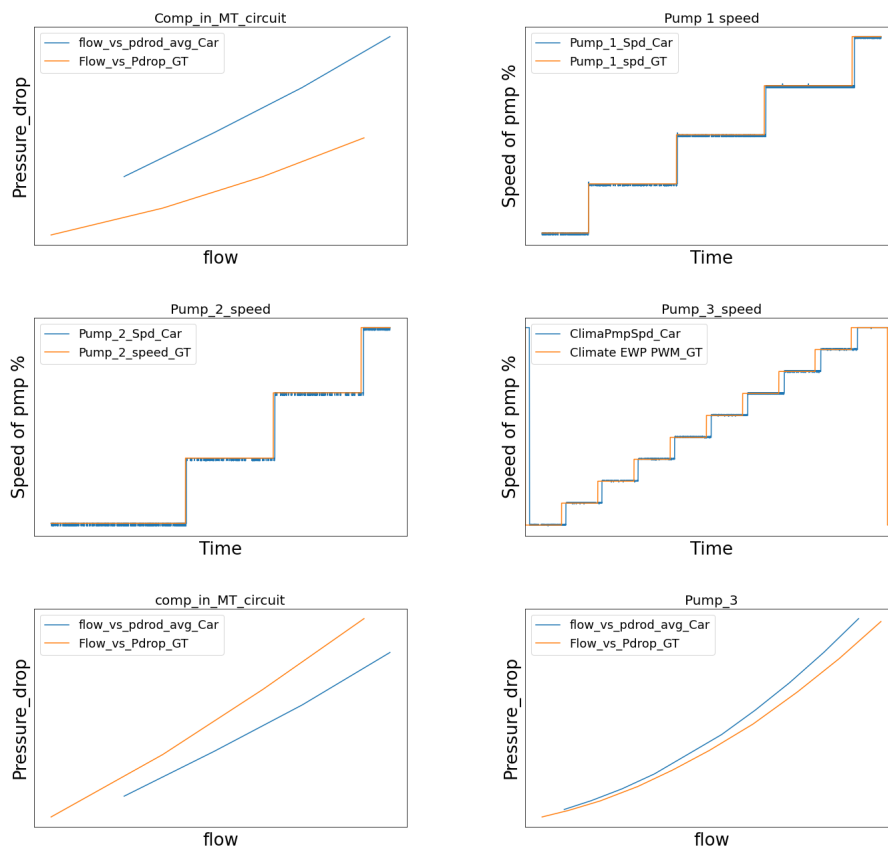 Comp_in_MT_circuit
flow_vs_pdrod_avg_Car
Flow_vs_Pdrop_GT
Pressure_drop
flow
Pump 1 speed
Pump_1_Spd_Car
Pump_1_spd_GT
Speed of pmp %
Time
Pump_2_speed
Pump_2_Spd_Car
Pump_2_speed_GT
Speed of pmp %
Time
Pump_3_speed
ClimaPmpSpd_Car
Climate EWP PWM_GT
Speed of pmp %
Time
comp_in_MT_circuit
flow_vs_pdrod_avg_Car
Flow_vs_Pdrop_GT
Pressure_drop
flow
Pump_3
flow_vs_pdrod_avg_Car
Flow_vs_Pdrop_GT
Pressure_drop
flow